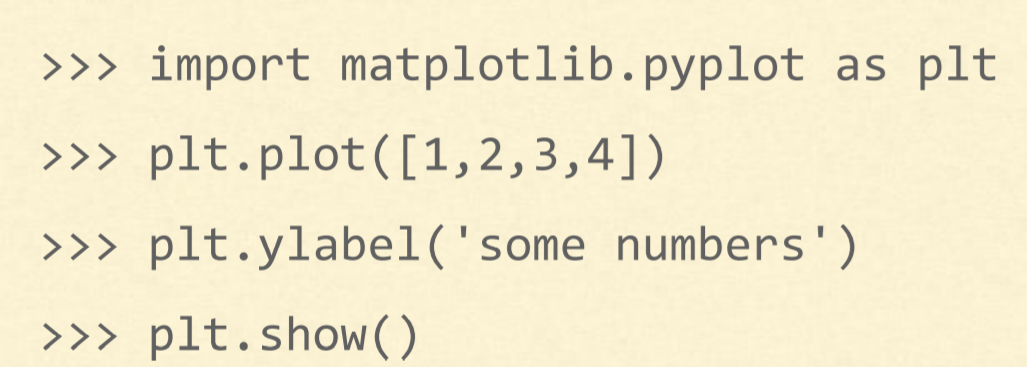 >>> import matplotlib.pyplot as plt
>>> plt.plot([1,2,3,4])
>>> plt.ylabel('some numbers')
>>> plt.show()